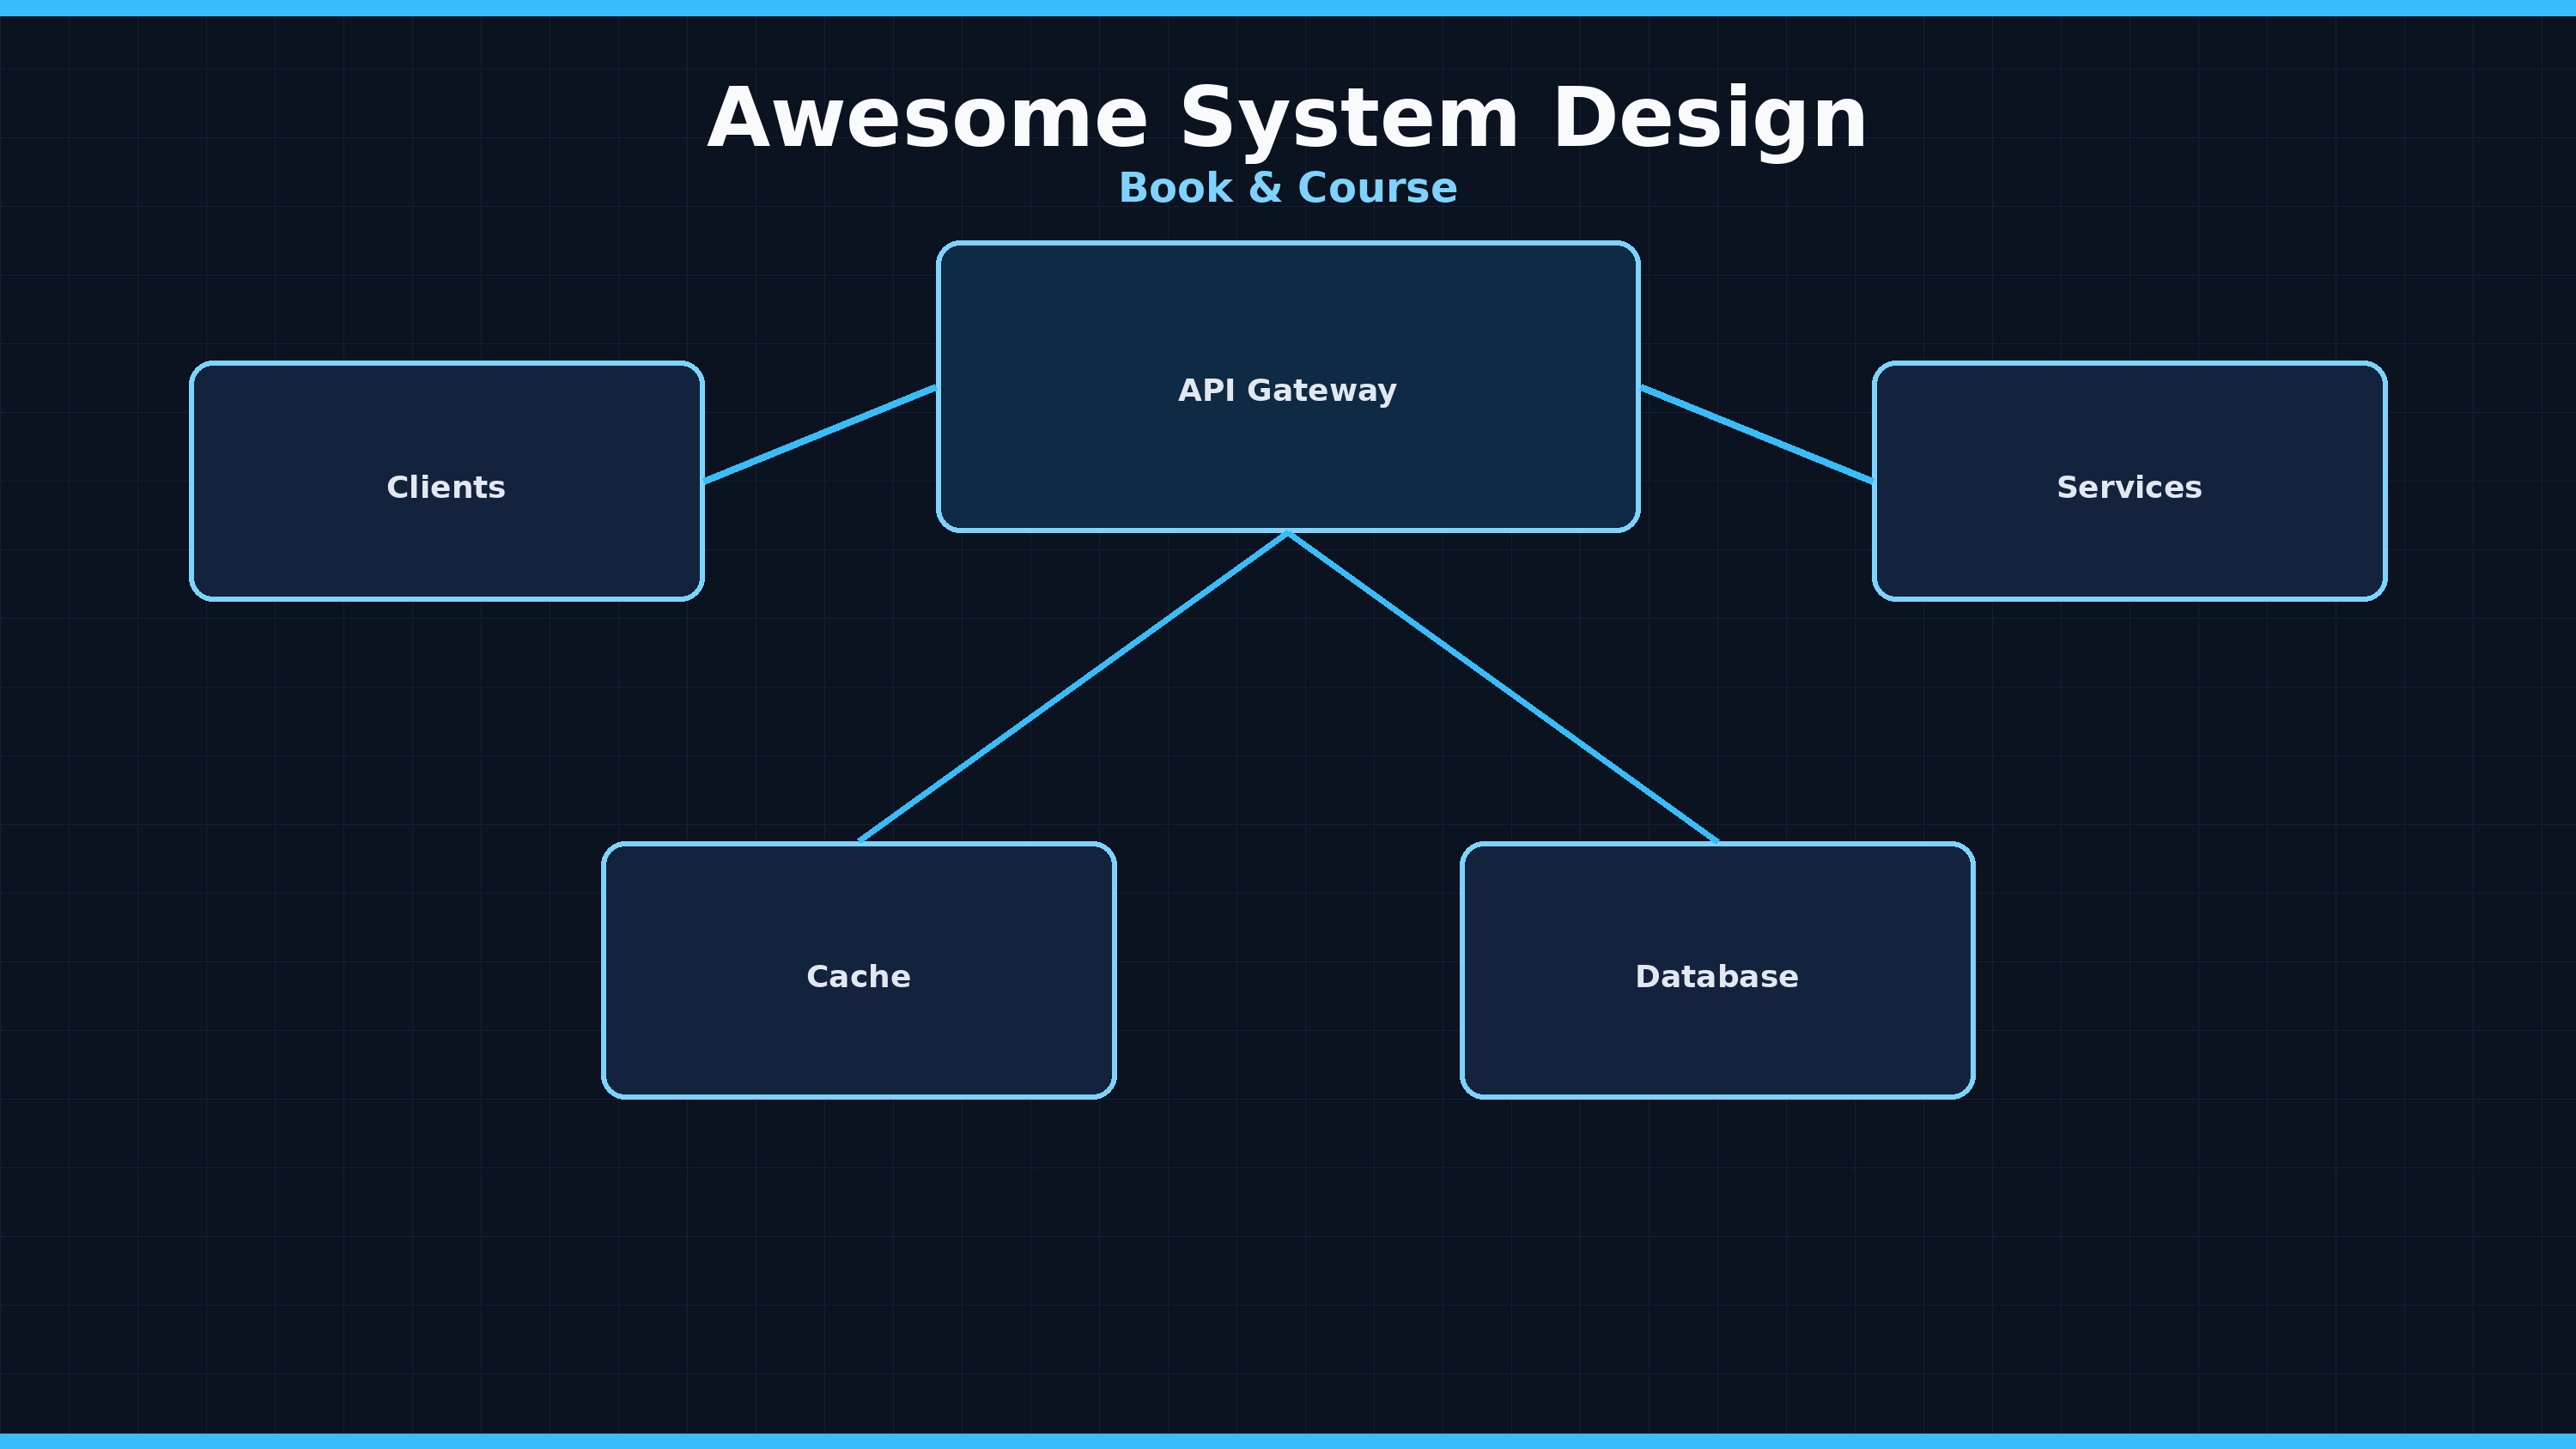 Awesome System Design
Book & Course
API Gateway
Clients
Services
Cache
Database